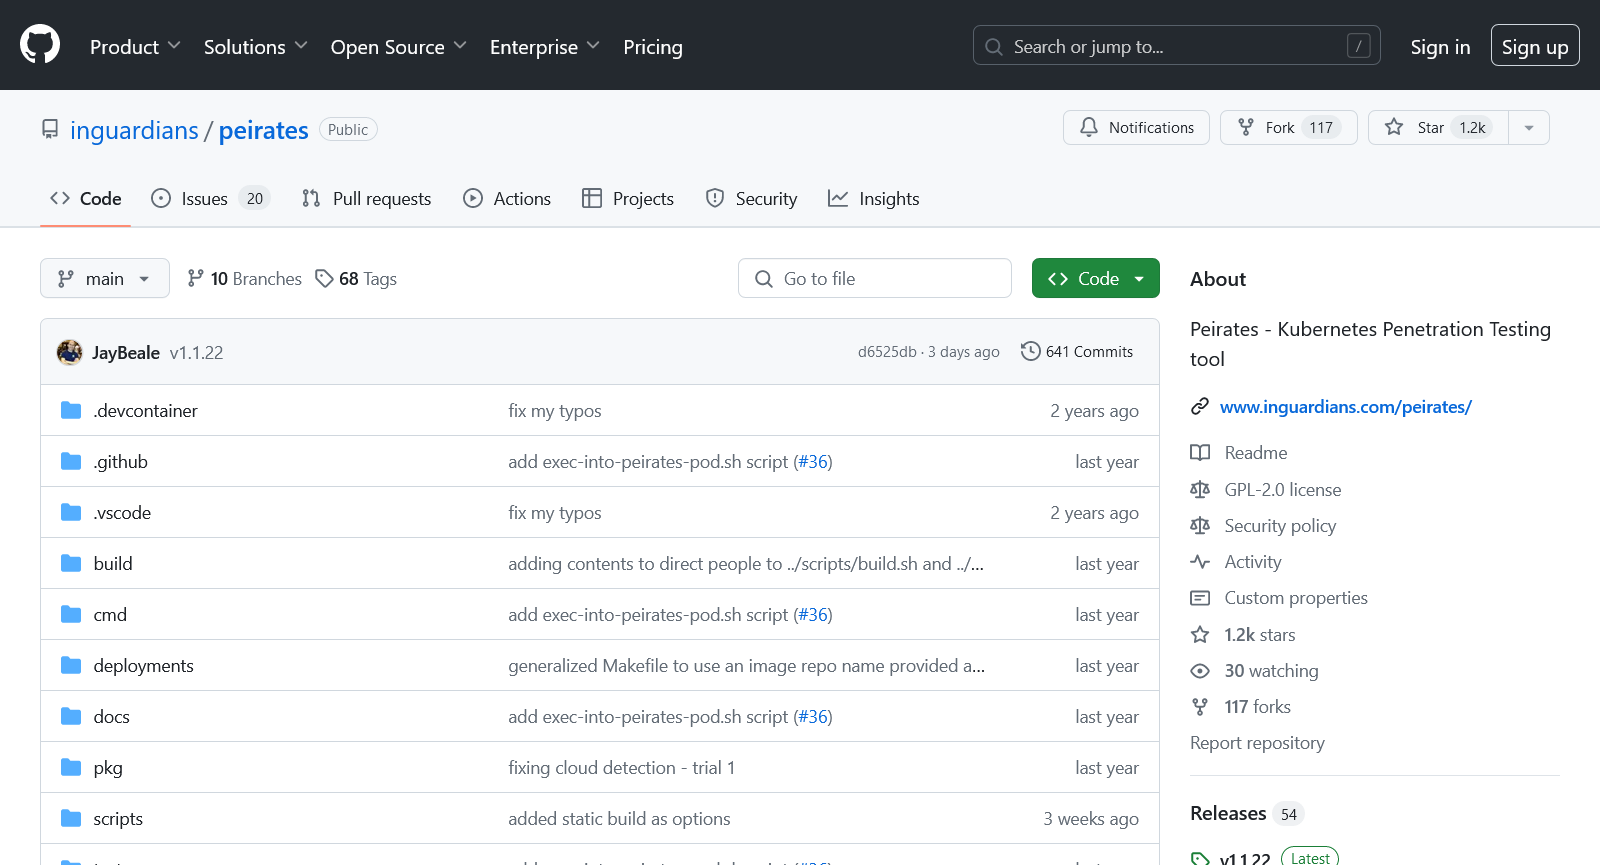 Product Solutions Open Source Enterprise Pricing Search or jump to... / Sign in Sign up
inguardians / peirates Public Notifications Fork 117 Star 1.2k
Code Issues 20 Pull requests Actions Projects Security Insights
main 10 Branches 68 Tags Go to file Code
JayBeale v1.1.22 d6525db · 3 days ago 641 Commits
.devcontainer fix my typos 2 years ago
.github add exec-into-peirates-pod.sh script (#36) last year
.vscode fix my typos 2 years ago
build adding contents to direct people to ../scripts/build.sh and ../... last year
cmd add exec-into-peirates-pod.sh script (#36) last year
deployments generalized Makefile to use an image repo name provided a... last year
docs add exec-into-peirates-pod.sh script (#36) last year
pkg fixing cloud detection - trial 1 last year
scripts added static build as options 3 weeks ago
About
Peirates - Kubernetes Penetration Testing
tool
www.inguardians.com/peirates/
Readme
GPL-2.0 license
Security policy
Activity
Custom properties
1.2k stars
30 watching
117 forks
Report repository
Releases 54
v1.1.22 Latest